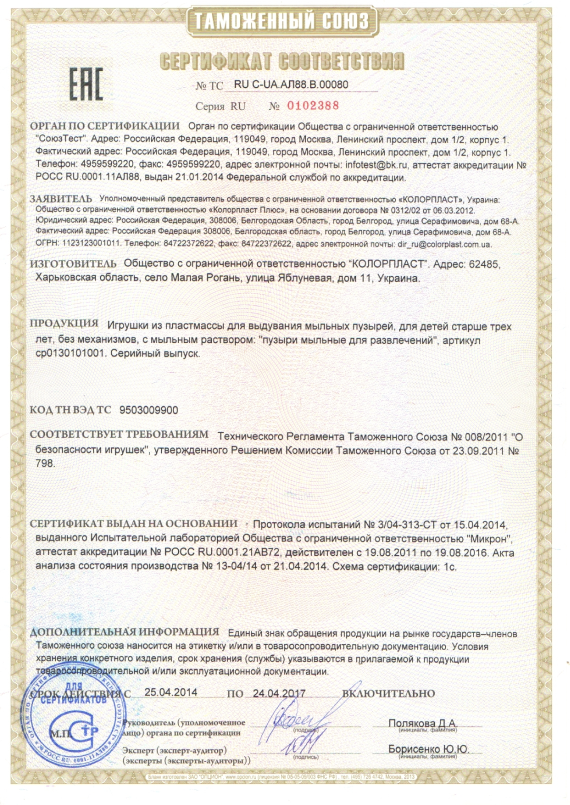 ТАМОЖЕННЫЙ СОЮЗ
СЕРТИФИКАТ СООТВЕТСТВИЯ
ЕАС
№ ТС RU С-UA.АЛ88.В.00080
Серия RU № 0102388
ОРГАН ПО СЕРТИФИКАЦИИ Орган по сертификации Общества с ограниченной ответственностью
"СоюзТест". Адрес: Российская Федерация, 119049, город Москва, Ленинский проспект, дом 1/2, корпус 1.
Фактический адрес: Российская Федерация, 119049, город Москва, Ленинский проспект, дом 1/2, корпус 1.
Телефон: 4959599220, факс: 4959599220, адрес электронной почты: infotest@bk.ru, аттестат аккредитации №
РОСС RU.0001.11АЛ88, выдан 21.01.2014 Федеральной службой по аккредитации.
ЗАЯВИТЕЛЬ Уполномоченный представитель общества с ограниченной ответственностью «КОЛОРПЛАСТ», Украина:
Общество с ограниченной ответственностью «Колорпласт Плюс», на основании договора № 0312/02 от 06.03.2012.
Юридический адрес: Российская Федерация, 308006, Белгородская Область, город Белгород, улица Серафимовича, дом 68-А.
Фактический адрес: Российская Федерация, 308006, Белгородская область, город Белгород, улица Серафимовича, дом 68-А.
ОГРН: 1123123001011. Телефон: 84722372622, факс: 84722372622, адрес электронной почты: dir_ru@colorplast.com.ua.
ИЗГОТОВИТЕЛЬ Общество с ограниченной ответственностью "КОЛОРПЛАСТ". Адрес: 62485,
Харьковская область, село Малая Рогань, улица Яблуневая, дом 11, Украина.
ПРОДУКЦИЯ Игрушки из пластмассы для выдувания мыльных пузырей, для детей старше трех
лет, без механизмов, с мыльным раствором: "пузыри мыльные для развлечений", артикул
ср0130101001. Серийный выпуск.
КОД ТН ВЭД ТС 9503009900
СООТВЕТСТВУЕТ ТРЕБОВАНИЯМ Технического Регламента Таможенного Союза № 008/2011 "О
безопасности игрушек", утвержденного Решением Комиссии Таможенного Союза от 23.09.2011 №
798.
СЕРТИФИКАТ ВЫДАН НА ОСНОВАНИИ Протокола испытаний № 3/04-313-СТ от 15.04.2014,
выданного Испытательной лабораторией Общества с ограниченной ответственностью "Микрон",
аттестат аккредитации № РОСС RU.0001.21АВ72, действителен с 19.08.2011 по 19.08.2016. Акта
анализа состояния производства № 13-04/14 от 21.04.2014. Схема сертификации: 1с.
ДОПОЛНИТЕЛЬНАЯ ИНФОРМАЦИЯ Единый знак обращения продукции на рынке государств–членов
Таможенного союза наносится на этикетку и/или в товаросопроводительную документацию. Условия
хранения конкретного изделия, срок хранения (службы) указываются в прилагаемой к продукции
товаросопроводительной и/или эксплуатационной документации.
СРОК ДЕЙСТВИЯ С 25.04.2014 ПО 24.04.2017 ВКЛЮЧИТЕЛЬНО
ДЛЯ
СЕРТИФИКАТОВ
М.П.
Руководитель (уполномоченное
лицо) органа по сертификации
(подпись)
Полякова Д.А.
(инициалы, фамилия)
Эксперт (эксперт-аудитор)
(эксперты (эксперты-аудиторы))
(подпись)
Борисенко Ю.Ю.
(инициалы, фамилия)